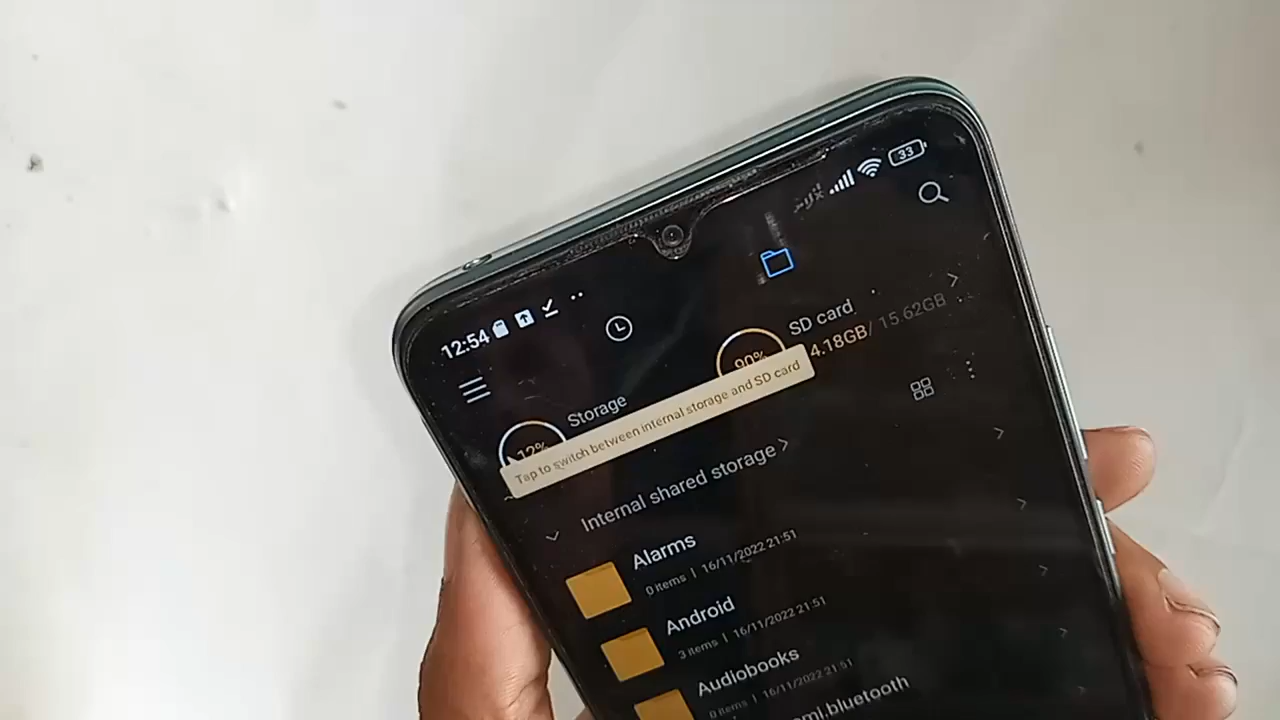 12:54
33
SD card
90%
4.18GB/ 15.62GB
Storage
12%
Tap to switch between internal storage and SD card
Internal shared storage
Alarms
0 items | 16/11/2022 21:51
Android
3 items | 16/11/2022 21:51
Audiobooks
0 items | 16/11/2022 21:51
.bluetooth